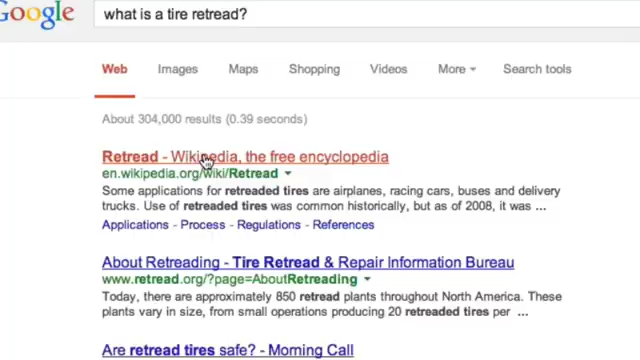 Google what is a tire retread?
Web Images Maps Shopping Videos More Search tools
About 304,000 results (0.39 seconds)
Retread - Wikipedia, the free encyclopedia
en.wikipedia.org/wiki/Retread
Some applications for retreaded tires are airplanes, racing cars, buses and delivery
trucks. Use of retreaded tires was common historically, but as of 2008, it was ...
Applications - Process - Regulations - References
About Retreading - Tire Retread & Repair Information Bureau
www.retread.org/?page=AboutRetreading
Today, there are approximately 850 retread plants throughout North America. These
plants vary in size, from small operations producing 20 retreaded tires per ...
Are retread tires safe? - Morning Call